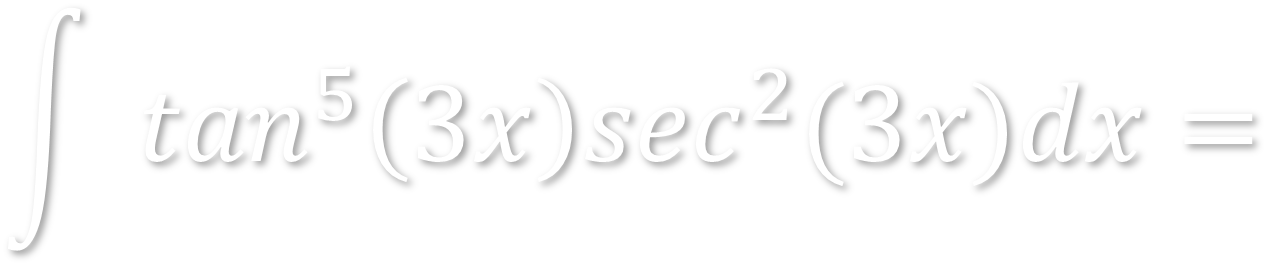 ∫ tan⁵(3x)sec²(3x)dx =